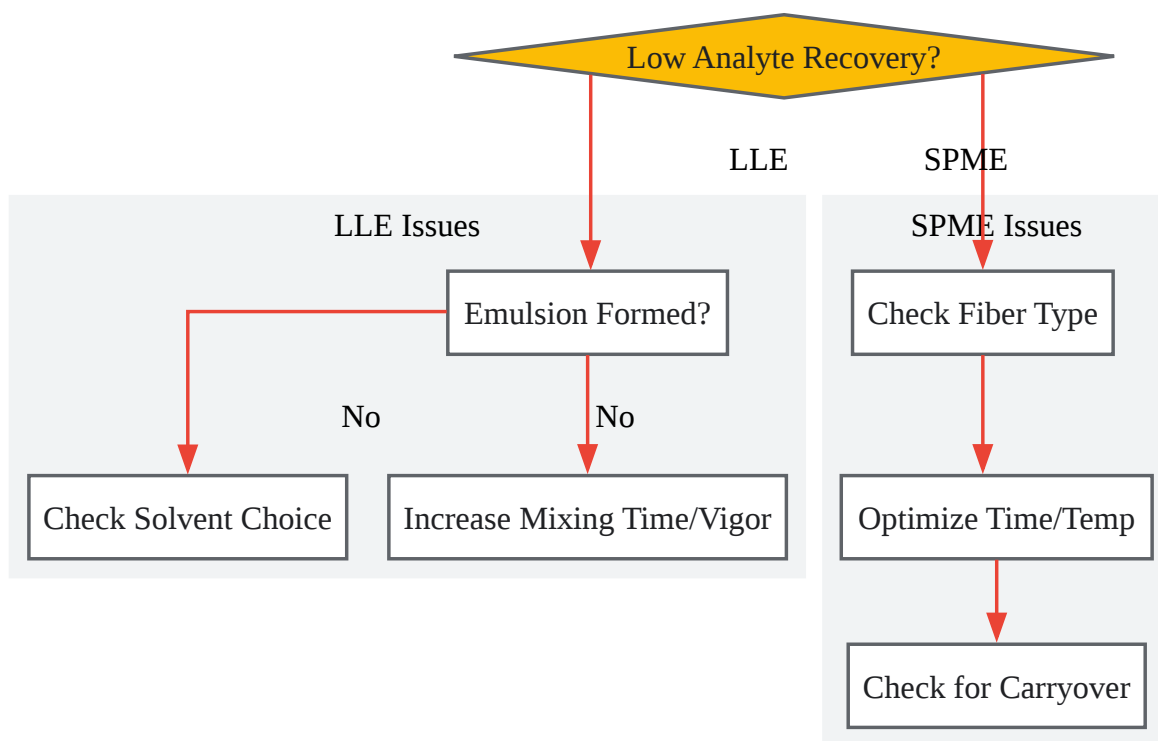 Low Analyte Recovery?
LLE
SPME
LLE Issues
SPME Issues
Emulsion Formed?
Check Fiber Type
No
No
Check Solvent Choice
Increase Mixing Time/Vigor
Optimize Time/Temp
Check for Carryover